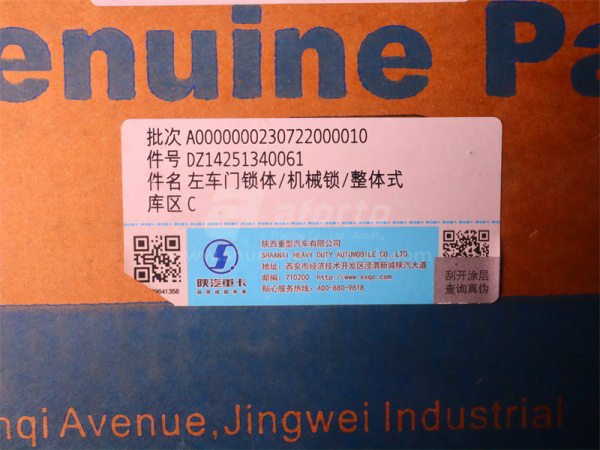 enuine Pa
批次 A0000000230722000010
件号 DZ14251340061
件名 左车门锁体/机械锁/整体式
库区 C
陕西重型汽车有限公司
SHAANXI HEAVY DUTY AUTOMOBILE CO.,LTD.
地址: 西安市经济技术开发区泾渭新城陕汽大道
邮编: 710200 http://www.sxqc.com
贴心服务热线: 400-880-9818
陕汽重卡
刮开涂层
查询真伪
9641358
nqi Avenue,Jingwei Industrial